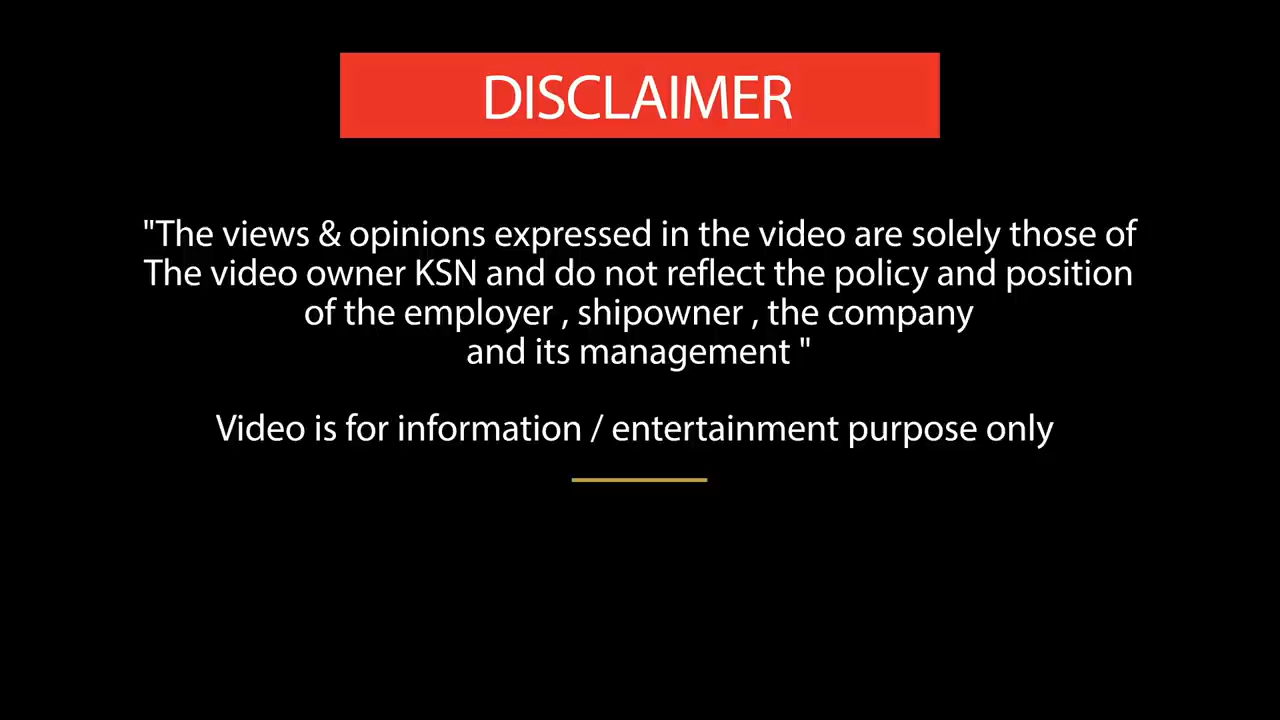 DISCLAIMER
"The views & opinions expressed in the video are solely those of
The video owner KSN and do not reflect the policy and position
of the employer , shipowner , the company
and its management "
Video is for information / entertainment purpose only